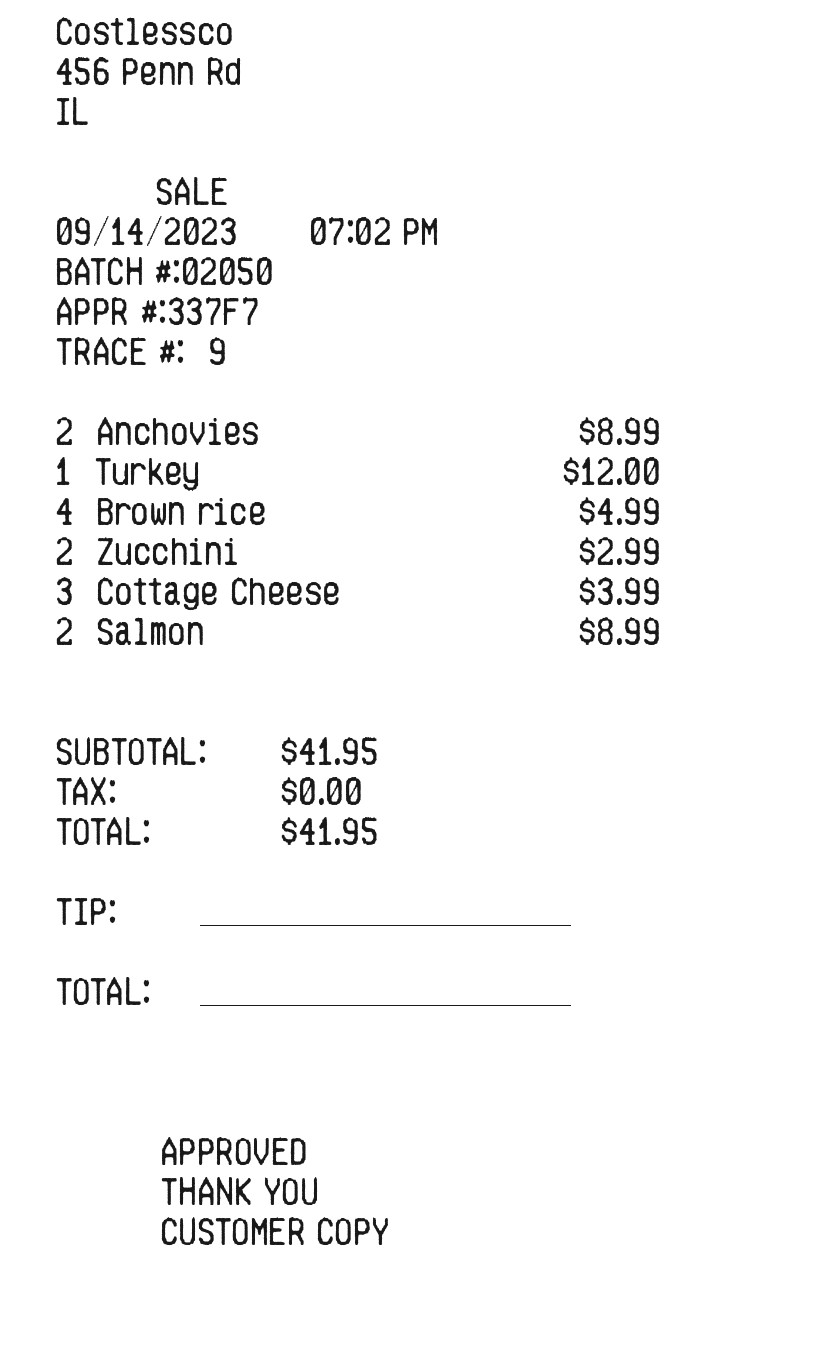 Costlessco
456 Penn Rd
IL
SALE
09/14/2023 07:02 PM
BATCH #:02050
APPR #:337F7
TRACE #: 9
2 Anchovies $8.99
1 Turkey $12.00
4 Brown rice $4.99
2 Zucchini $2.99
3 Cottage Cheese $3.99
2 Salmon $8.99
SUBTOTAL: $41.95
TAX: $0.00
TOTAL: $41.95
TIP:
TOTAL:
APPROVED
THANK YOU
CUSTOMER COPY